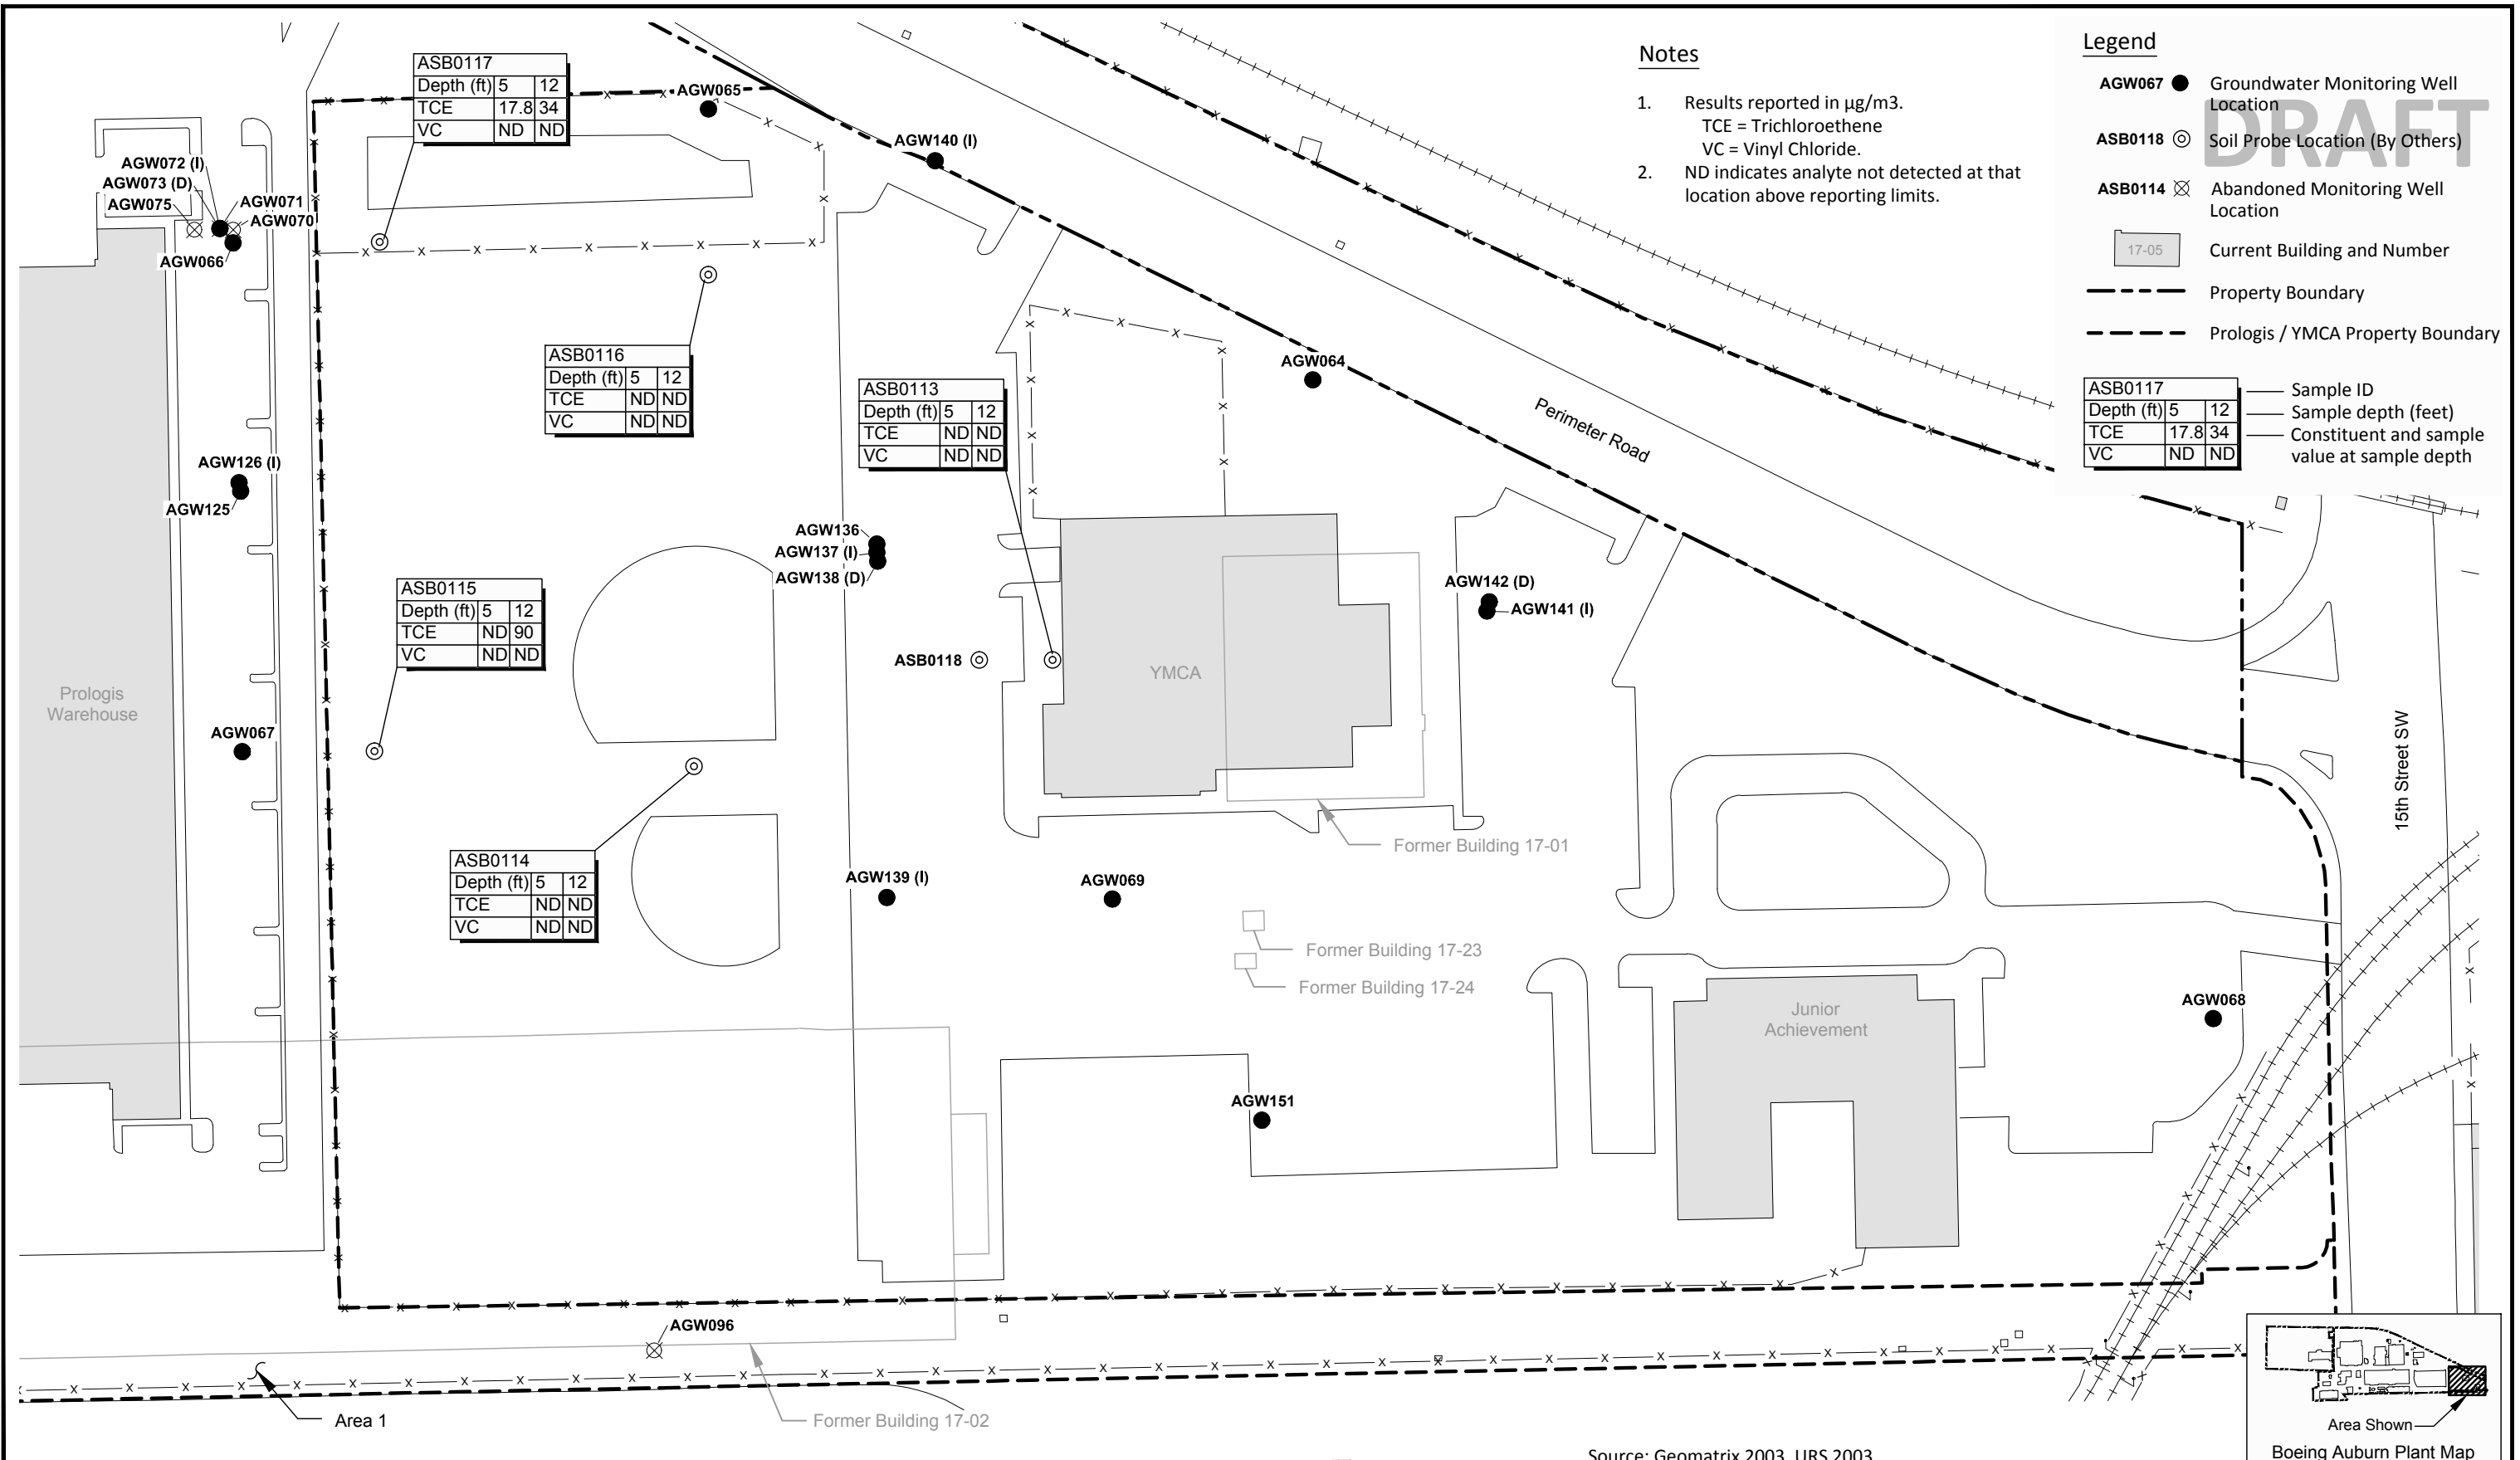 Notes
1. Results reported in µg/m3.
TCE = Trichloroethene
VC = Vinyl Chloride.
2. ND indicates analyte not detected at that
location above reporting limits.
Legend
DRAFT
AGW067 Groundwater Monitoring Well
Location
ASB0118 Soil Probe Location (By Others)
ASB0114 Abandoned Monitoring Well
Location
17-05 Current Building and Number
Property Boundary
Prologis / YMCA Property Boundary
ASB0117 Sample ID
Depth (ft) 5 12 Sample depth (feet)
TCE 17.8 34 Constituent and sample
VC ND ND value at sample depth
ASB0117
Depth (ft) 5 12
TCE 17.8 34
VC ND ND
AGW065
AGW140 (I)
AGW072 (I)
AGW073 (D)
AGW075
AGW071
AGW070
AGW066
ASB0116
Depth (ft) 5 12
TCE ND ND
VC ND ND
ASB0113
Depth (ft) 5 12
TCE ND ND
VC ND ND
AGW064
Perimeter Road
AGW126 (I)
AGW125
AGW136
AGW137 (I)
AGW138 (D)
ASB0115
Depth (ft) 5 12
TCE ND 90
VC ND ND
AGW142 (D)
AGW141 (I)
ASB0118
YMCA
Prologis
Warehouse
AGW067
15th Street SW
Former Building 17-01
ASB0114
Depth (ft) 5 12
TCE ND ND
VC ND ND
AGW139 (I)
AGW069
Former Building 17-23
Former Building 17-24
Junior
Achievement
AGW068
AGW151
AGW096
Area 1
Former Building 17-02
Area Shown
Boeing Auburn Plant Map
Source: Geomatrix 2003, URS 2003